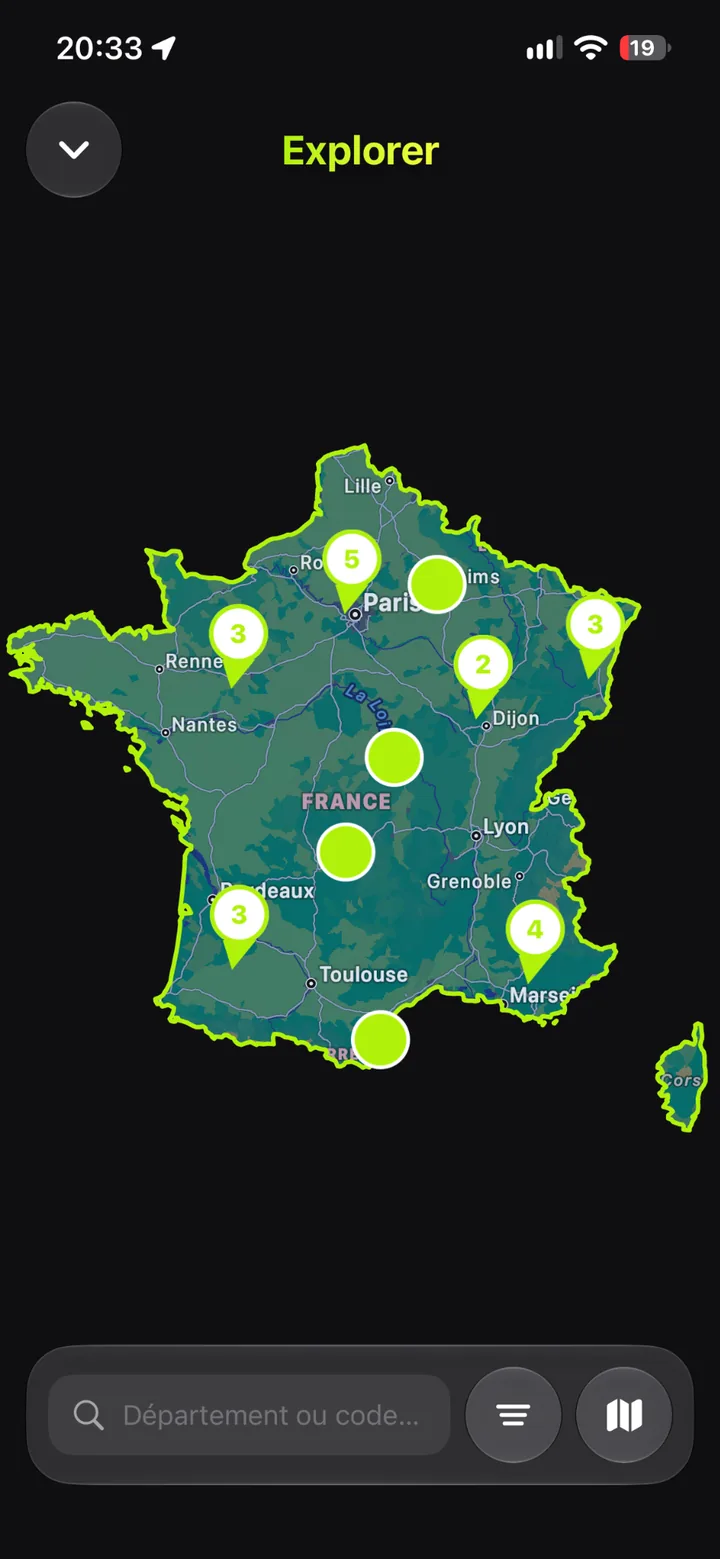 20:33
19
Explorer
Lille
5
Paris
3
3
2
Dijon
Nantes
FRANCE
Lyon
Grenoble
3
4
Toulouse
Département ou code...